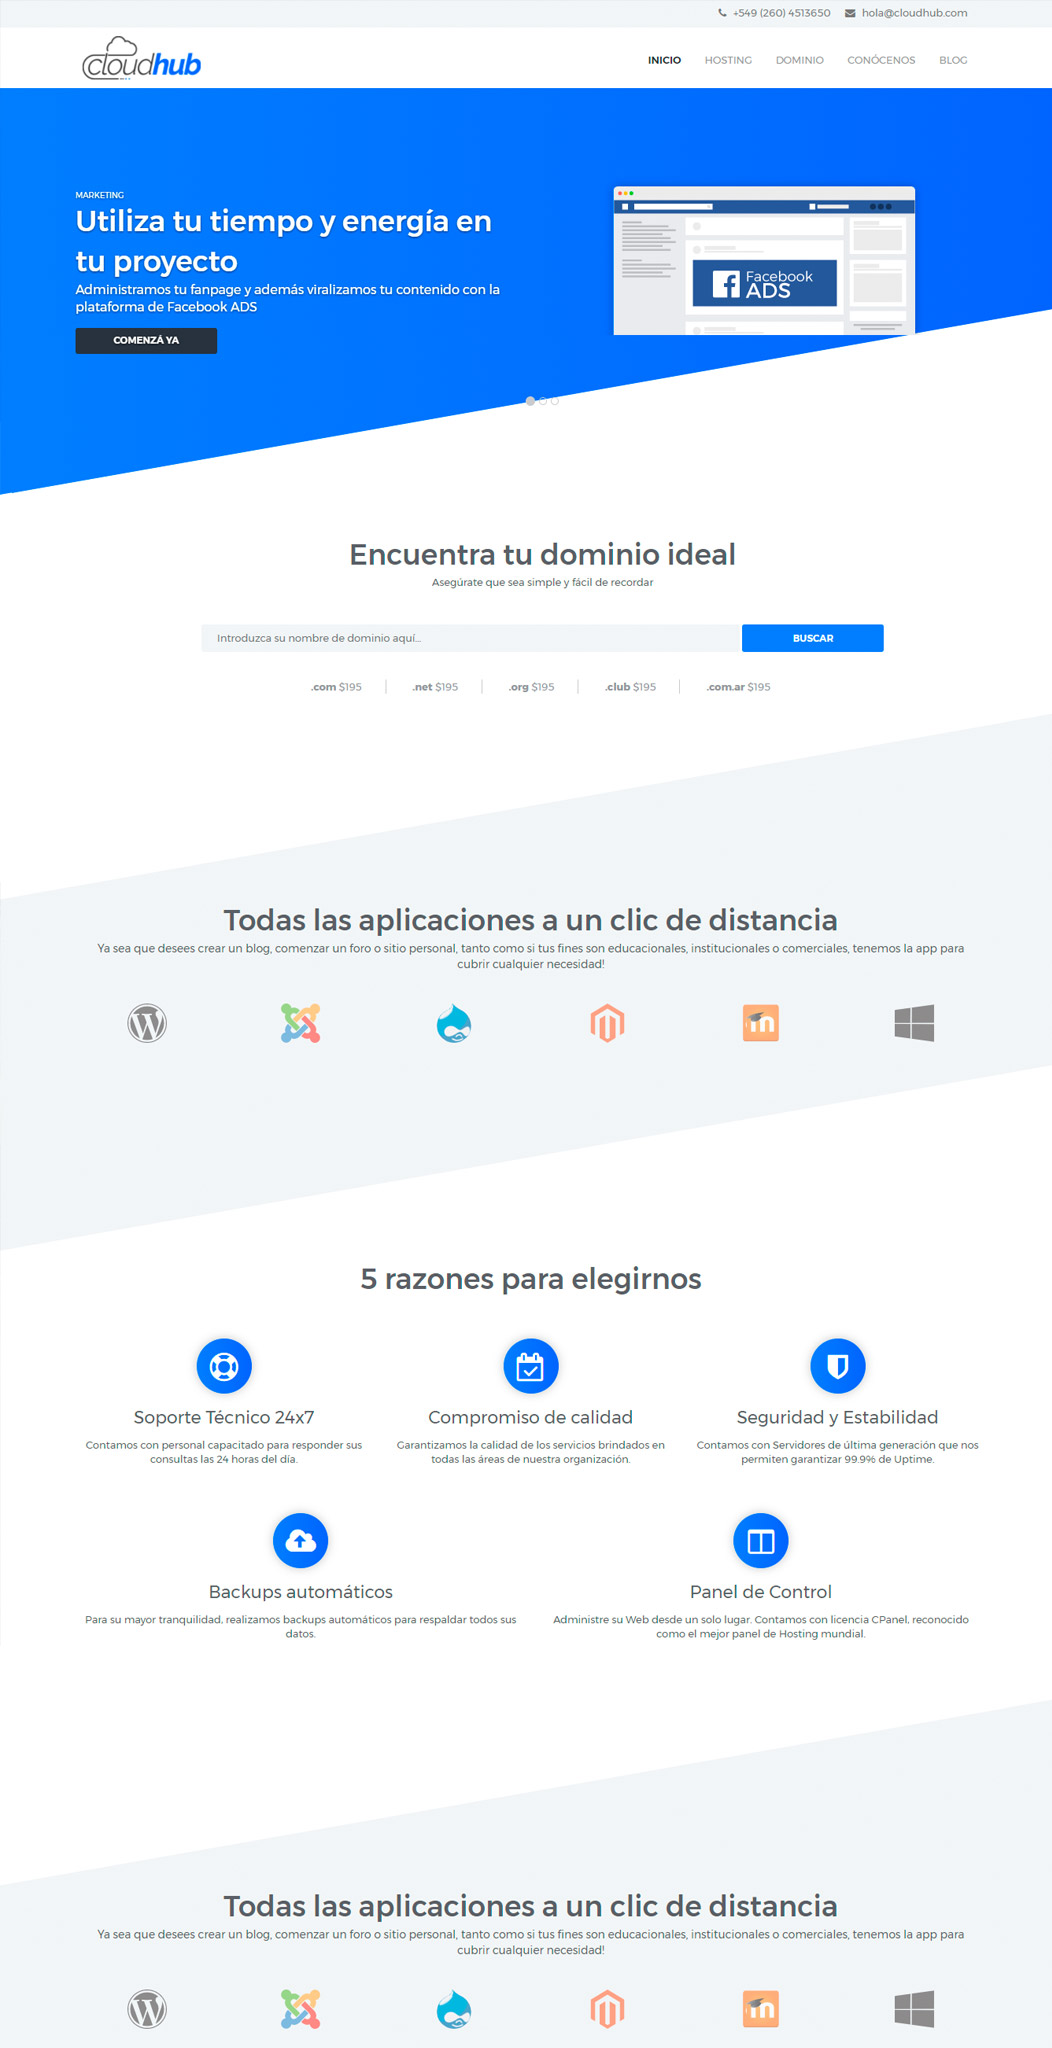 +549 (260) 4513650 hola@cloudhub.com
cloudhub
INICIO HOSTING DOMINIO CONÓCENOS BLOG
MARKETING
Utiliza tu tiempo y energía en
tu proyecto
Administramos tu fanpage y además viralizamos tu contenido con la
plataforma de Facebook ADS
COMENZÁ YA
Facebook
ADS
Encuentra tu dominio ideal
Asegúrate que sea simple y fácil de recordar
Introduzca su nombre de dominio aquí...
BUSCAR
.com $195 .net $195 .org $195 .club $195 .com.ar $195
Todas las aplicaciones a un clic de distancia
Ya sea que desees crear un blog, comenzar un foro o sitio personal, tanto como si tus fines son educacionales, institucionales o comerciales, tenemos la app para
cubrir cualquier necesidad!
5 razones para elegirnos
Soporte Técnico 24x7
Contamos con personal capacitado para responder sus
consultas las 24 horas del día.
Compromiso de calidad
Garantizamos la calidad de los servicios brindados en
todas las áreas de nuestra organización.
Seguridad y Estabilidad
Contamos con Servidores de última generación que nos
permiten garantizar 99.9% de Uptime.
Backups automáticos
Para su mayor tranquilidad, realizamos backups automáticos para respaldar todos sus
datos.
Panel de Control
Administre su Web desde un solo lugar. Contamos con licencia CPanel, reconocido
como el mejor panel de Hosting mundial.
Todas las aplicaciones a un clic de distancia
Ya sea que desees crear un blog, comenzar un foro o sitio personal, tanto como si tus fines son educacionales, institucionales o comerciales, tenemos la app para
cubrir cualquier necesidad!